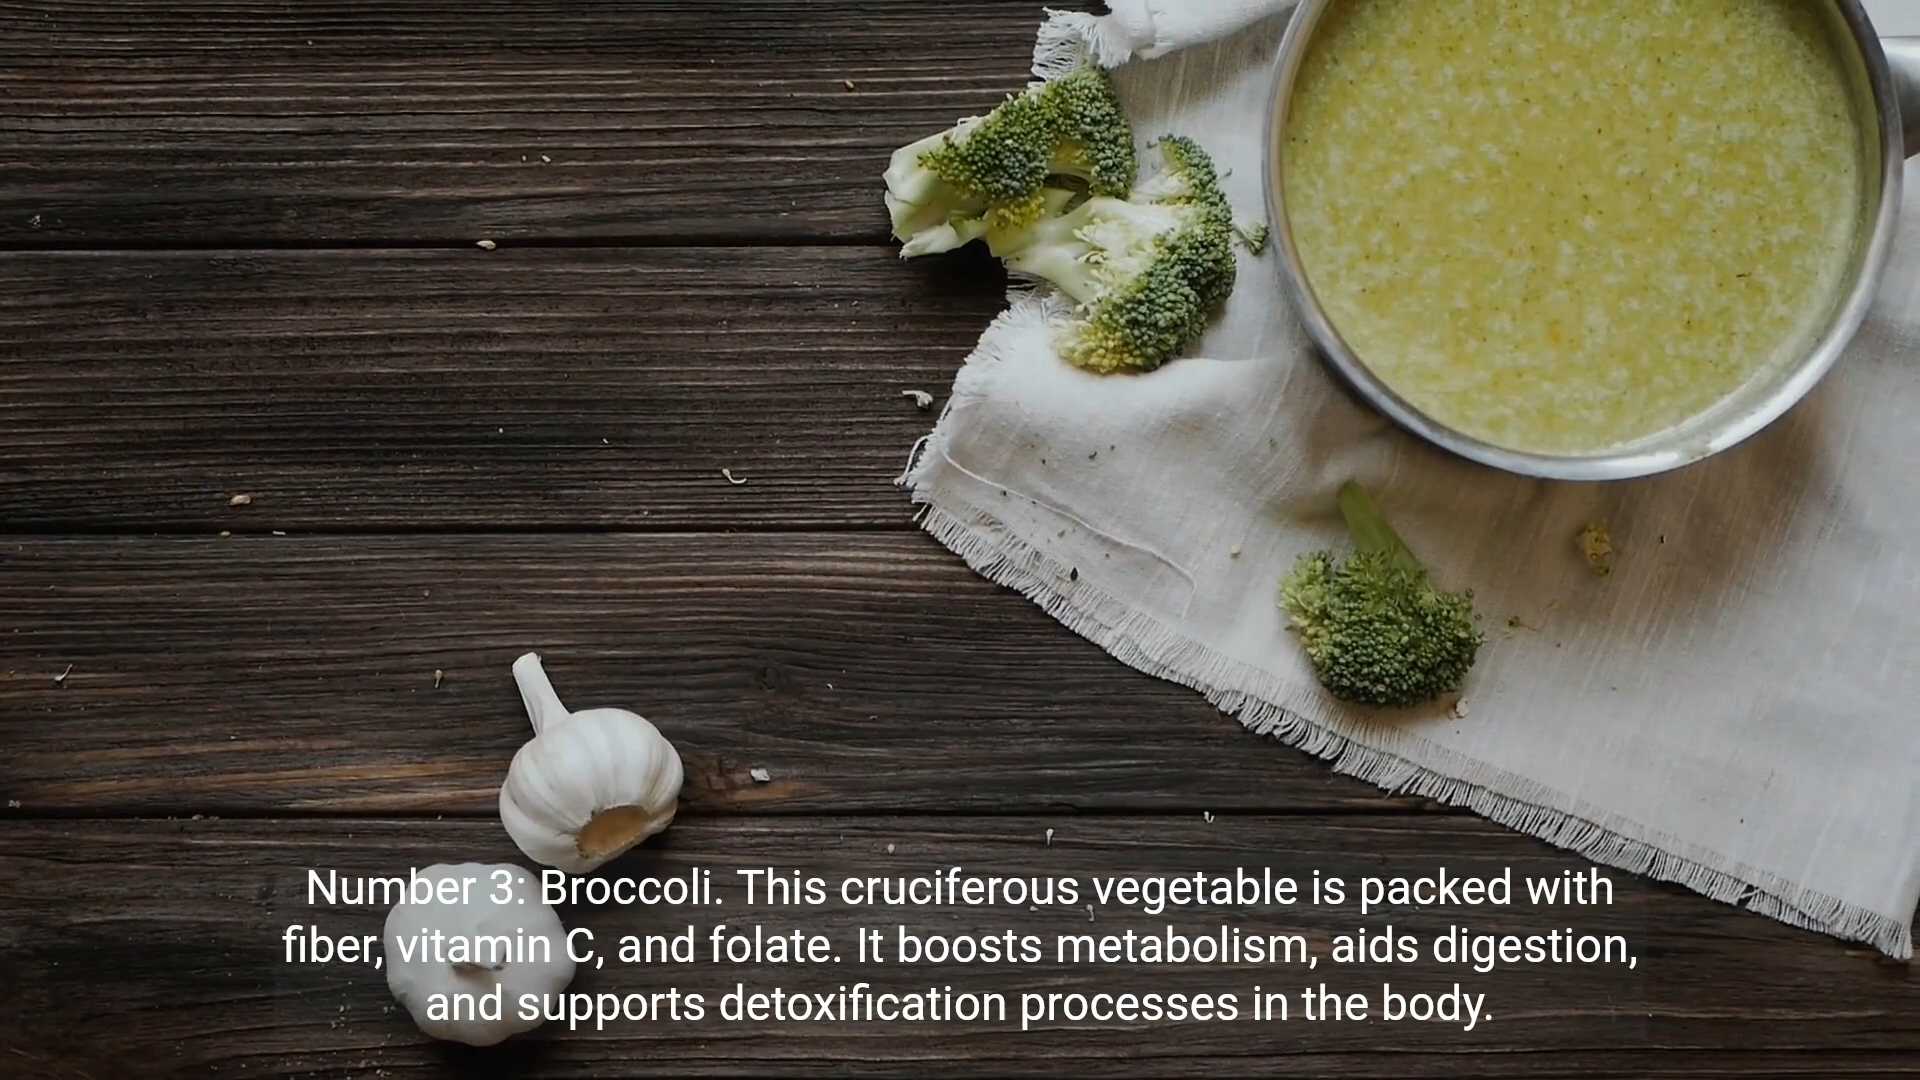 Number 3: Broccoli. This cruciferous vegetable is packed with
fiber, vitamin C, and folate. It boosts metabolism, aids digestion,
and supports detoxification processes in the body.